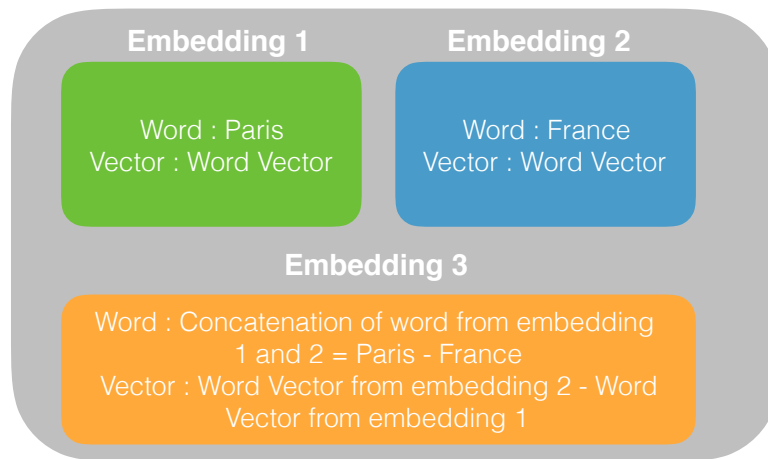 Embedding 1
Embedding 2
Word : Paris
Vector : Word Vector
Word : France
Vector : Word Vector
Embedding 3
Word : Concatenation of word from embedding
1 and 2 = Paris - France
Vector : Word Vector from embedding 2 - Word
Vector from embedding 1